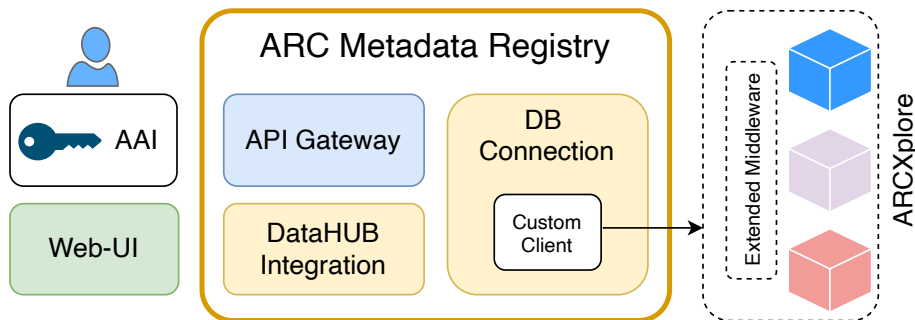 ARC Metadata Registry
AAI
Web-UI
API Gateway
DataHUB
Integration
DB
Connection
Custom
Client
Extended Middleware
ARCXplore